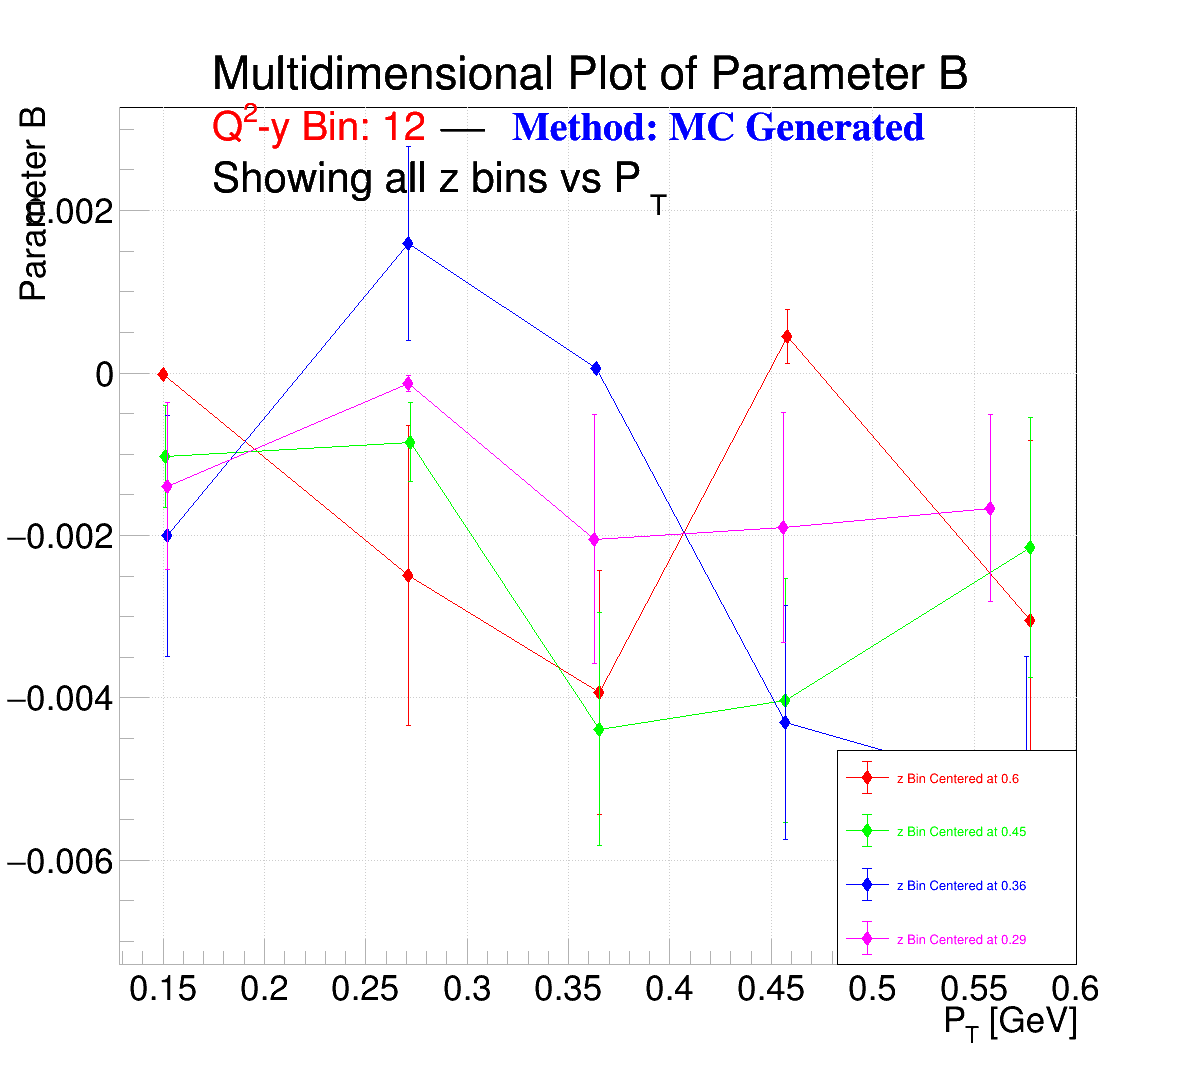 Multidimensional Plot of Parameter B
Q²-y Bin: 12 — Method: MC Generated
Showing all z bins vs P_T
Parameter B
0.002
0
−0.002
−0.004
−0.006
z Bin Centered at 0.6
z Bin Centered at 0.45
z Bin Centered at 0.36
z Bin Centered at 0.29
0.15 0.2 0.25 0.3 0.35 0.4 0.45 0.5 0.55 0.6
P_T [GeV]